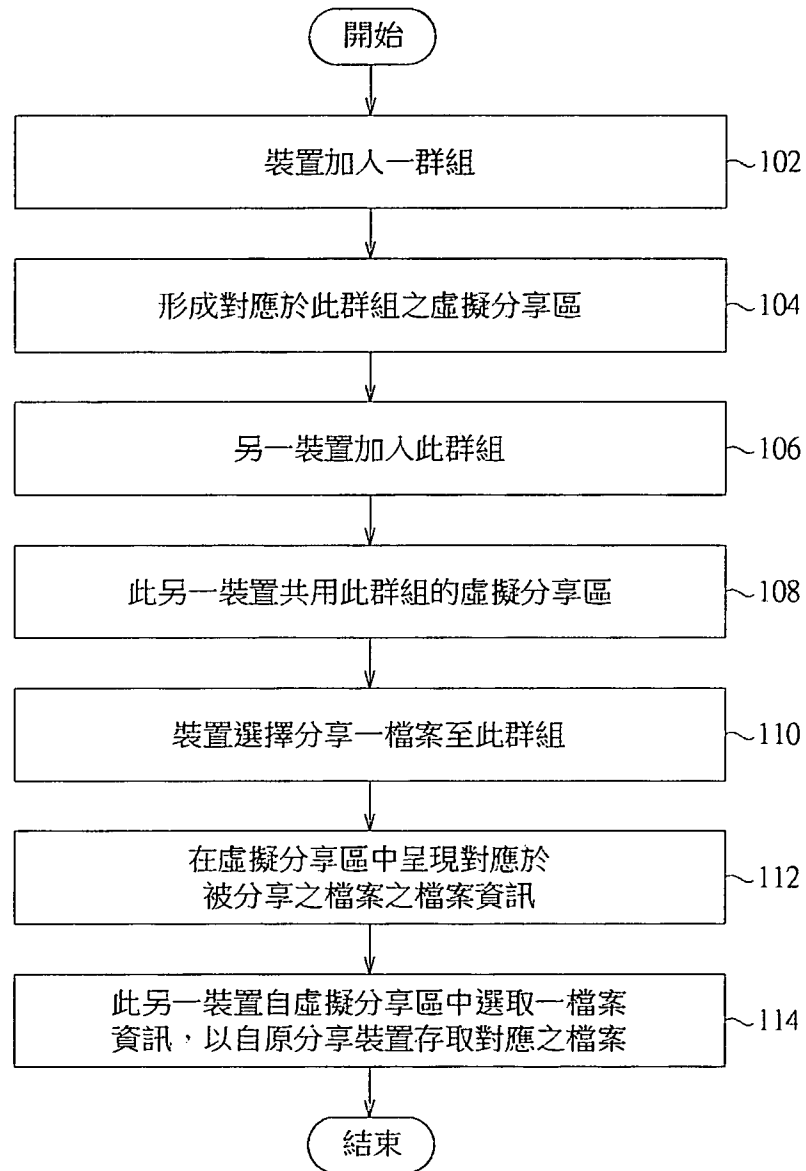 開始
裝置加入一群組
102
形成對應於此群組之虛擬分享區
104
另一裝置加入此群組
106
此另一裝置共用此群組的虛擬分享區
108
裝置選擇分享一檔案至此群組
110
在虛擬分享區中呈現對應於
被分享之檔案之檔案資訊
112
此另一裝置自虛擬分享區中選取一檔案
資訊，以自原分享裝置存取對應之檔案
114
結束